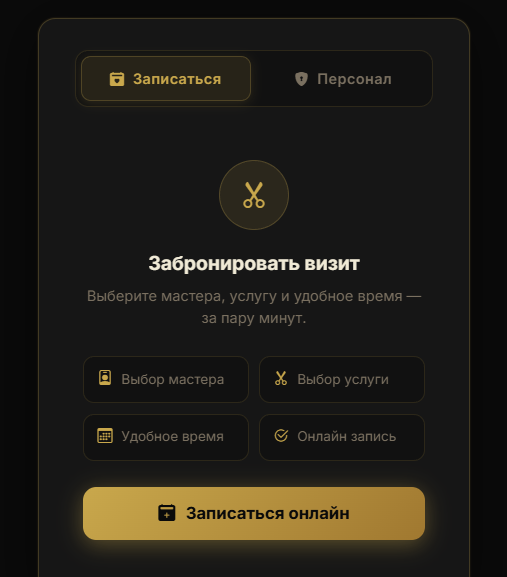 Записаться
Персонал
Забронировать визит
Выберите мастера, услугу и удобное время —
за пару минут.
Выбор мастера
Выбор услуги
Удобное время
Онлайн запись
Записаться онлайн